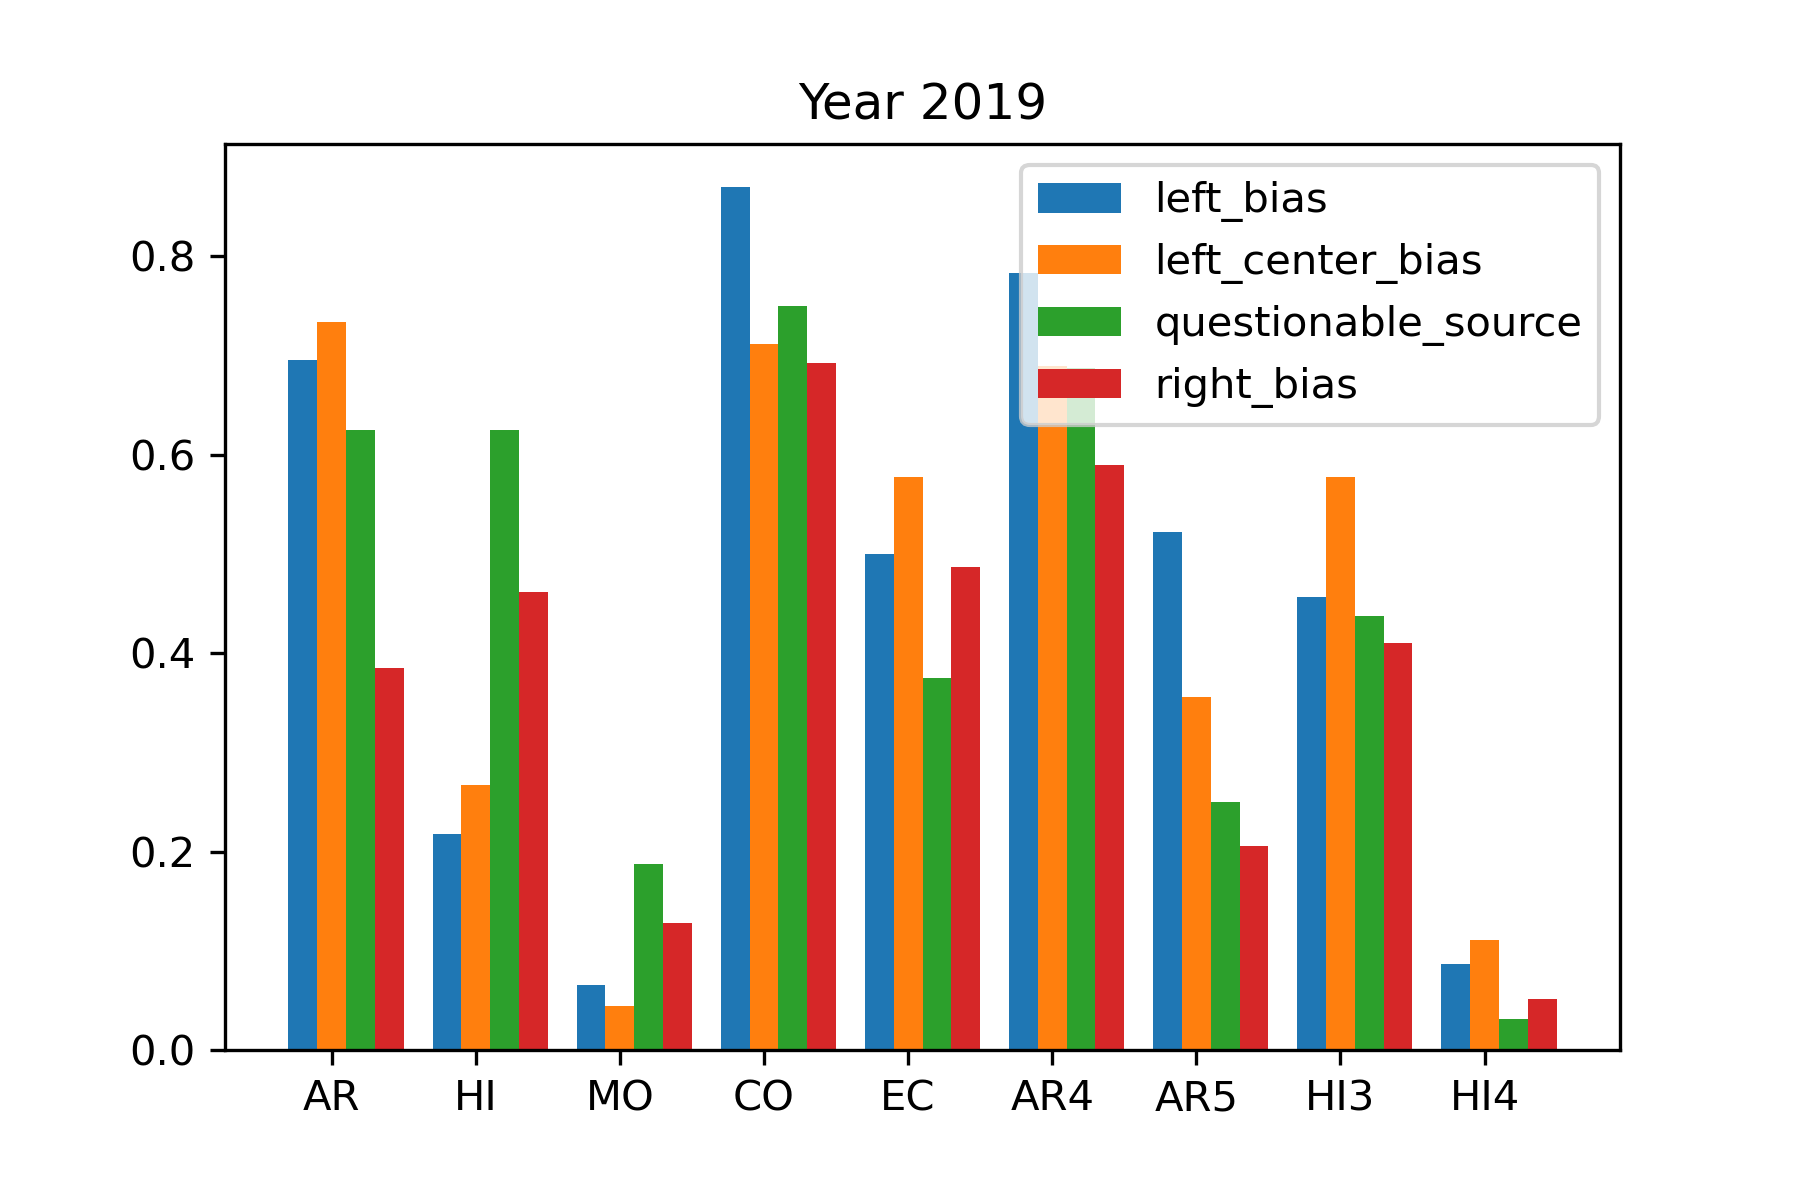 Year 2019
left_bias
left_center_bias
questionable_source
right_bias
0.8
0.6
0.4
0.2
0.0
AR HI MO CO EC AR4 AR5 HI3 HI4